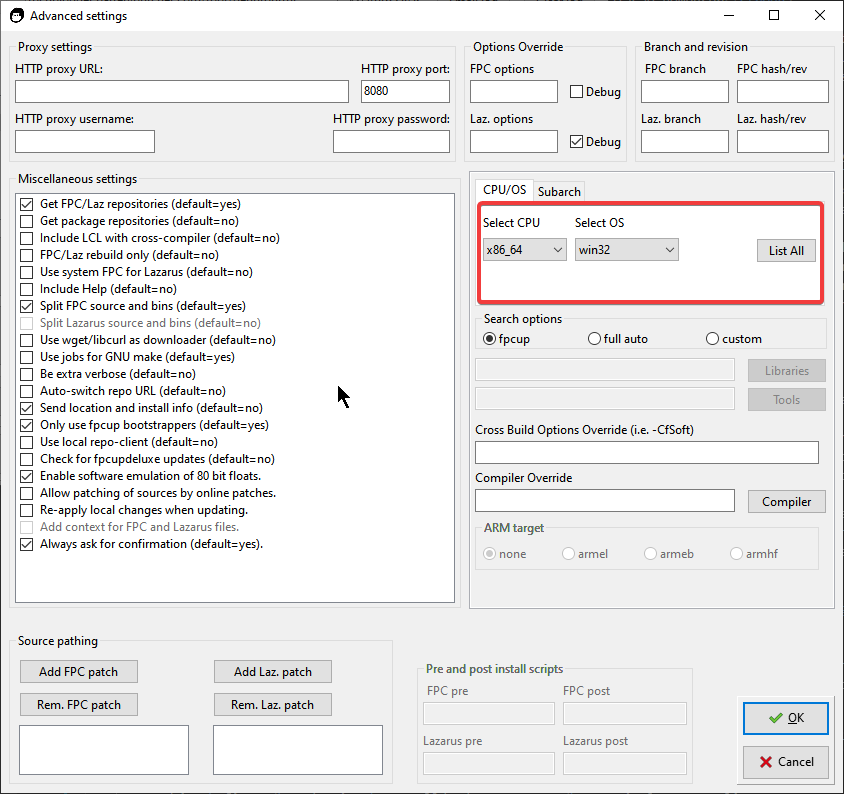 Advanced settings
Proxy settings
HTTP proxy URL:
HTTP proxy port:
8080
HTTP proxy username:
HTTP proxy password:
Options Override
FPC options
Debug
Laz. options
Debug
Branch and revision
FPC branch
FPC hash/rev
Laz. branch
Laz. hash/rev
Miscellaneous settings
Get FPC/Laz repositories (default=yes)
Get package repositories (default=no)
Include LCL with cross-compiler (default=no)
FPC/Laz rebuild only (default=no)
Use system FPC for Lazarus (default=no)
Include Help (default=no)
Split FPC source and bins (default=yes)
Split Lazarus source and bins (default=no)
Use wget/libcurl as downloader (default=no)
Use jobs for GNU make (default=yes)
Be extra verbose (default=no)
Auto-switch repo URL (default=no)
Send location and install info (default=no)
Only use fpcup bootstrappers (default=yes)
Use local repo-client (default=no)
Check for fpcupdeluxe updates (default=no)
Enable software emulation of 80 bit floats.
Allow patching of sources by online patches.
Re-apply local changes when updating.
Add context for FPC and Lazarus files.
Always ask for confirmation (default=yes).
CPU/OS
Subarch
Select CPU
Select OS
x86_64
win32
List All
Search options
fpcup
full auto
custom
Libraries
Tools
Cross Build Options Override (i.e. -CfSoft)
Compiler Override
Compiler
ARM target
none
armel
armeb
armhf
Source pathing
Add FPC patch
Add Laz. patch
Rem. FPC patch
Rem. Laz. patch
Pre and post install scripts
FPC pre
FPC post
Lazarus pre
Lazarus post
OK
Cancel